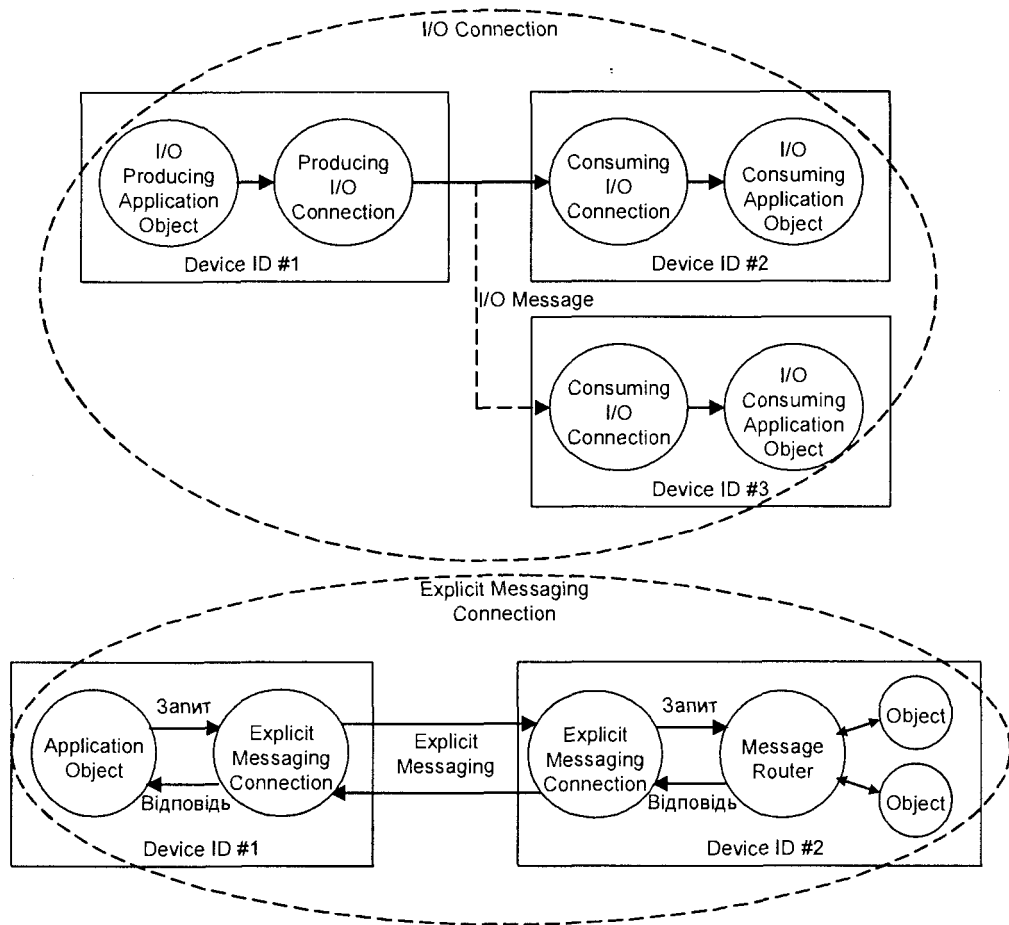 I/O Connection
I/O
Producing
Application
Object
Producing
I/O
Connection
Device ID #1
Consuming
I/O
Connection
I/O
Consuming
Application
Object
Device ID #2
I/O Message
Consuming
I/O
Connection
I/O
Consuming
Application
Object
Device ID #3
Explicit Messaging
Connection
Application
Object
Запит
Відповідь
Explicit
Messaging
Connection
Device ID #1
Explicit
Messaging
Explicit
Messaging
Connection
Запит
Відповідь
Message
Router
Object
Object
Device ID #2